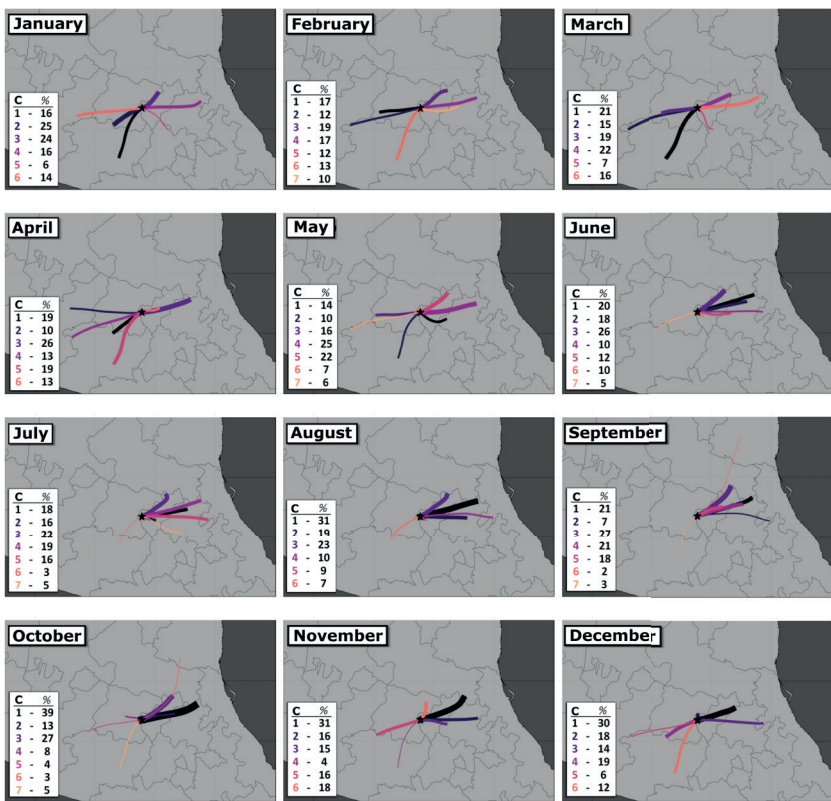 January
C %
1 - 16
2 - 25
3 - 24
4 - 16
5 - 6
6 - 14
February
C %
1 - 17
2 - 12
3 - 19
4 - 17
5 - 12
6 - 13
7 - 10
March
C %
1 - 21
2 - 15
3 - 19
4 - 22
5 - 7
6 - 16
April
C %
1 - 19
2 - 10
3 - 26
4 - 13
5 - 19
6 - 13
May
C %
1 - 14
2 - 10
3 - 16
4 - 25
5 - 22
6 - 7
7 - 6
June
C %
1 - 20
2 - 18
3 - 26
4 - 10
5 - 12
6 - 10
7 - 5
July
C %
1 - 18
2 - 16
3 - 22
4 - 19
5 - 16
6 - 3
7 - 5
August
C %
1 - 31
2 - 19
3 - 23
4 - 10
5 - 9
6 - 7
September
C %
1 - 21
2 - 7
3 - 27
4 - 21
5 - 18
6 - 2
7 - 3
October
C %
1 - 39
2 - 13
3 - 27
4 - 8
5 - 4
6 - 3
7 - 5
November
C %
1 - 31
2 - 16
3 - 15
4 - 4
5 - 16
6 - 18
December
C %
1 - 30
2 - 18
3 - 14
4 - 19
5 - 6
6 - 12